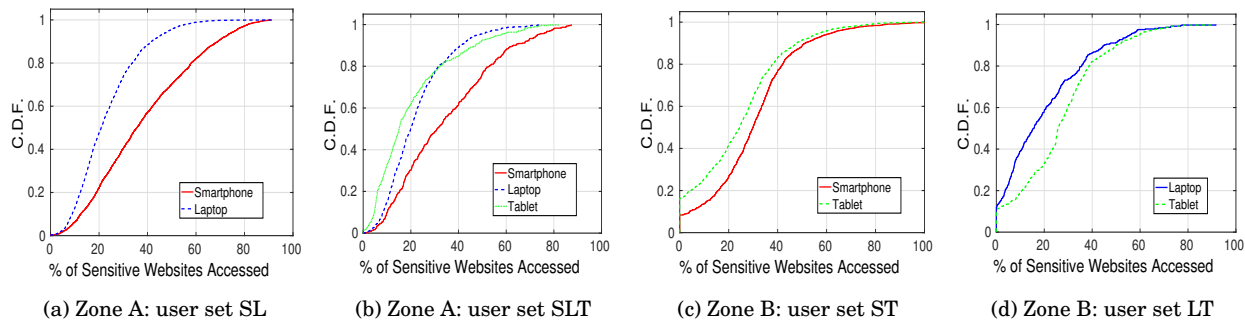 1
0.8
0.6
0.4
0.2
0
C.D.F.
Smartphone
Laptop
0 20 40 60 80 100
% of Sensitive Websites Accessed
(a) Zone A: user set SL
1
0.8
0.6
0.4
0.2
0
C.D.F.
Smartphone
Laptop
Tablet
0 20 40 60 80 100
% of Sensitive Websites Accessed
(b) Zone A: user set SLT
1
0.8
0.6
0.4
0.2
0
C.D.F.
Smartphone
Tablet
0 20 40 60 80 100
% of Sensitive Websites Accessed
(c) Zone B: user set ST
1
0.8
0.6
0.4
0.2
0
C.D.F.
Laptop
Tablet
0 20 40 60 80 100
% of Sensitive Websites Accessed
(d) Zone B: user set LT